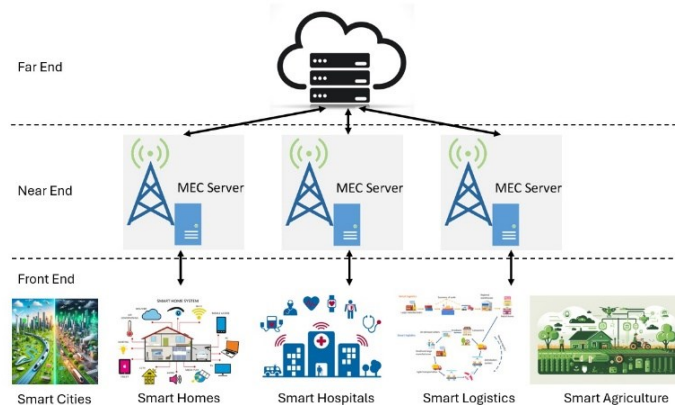 Far End
Near End
MEC Server
MEC Server
MEC Server
Front End
SMART HOME SYSTEM
Smart Cities
Smart Homes
Smart Hospitals
Smart Logistics
Smart Agriculture